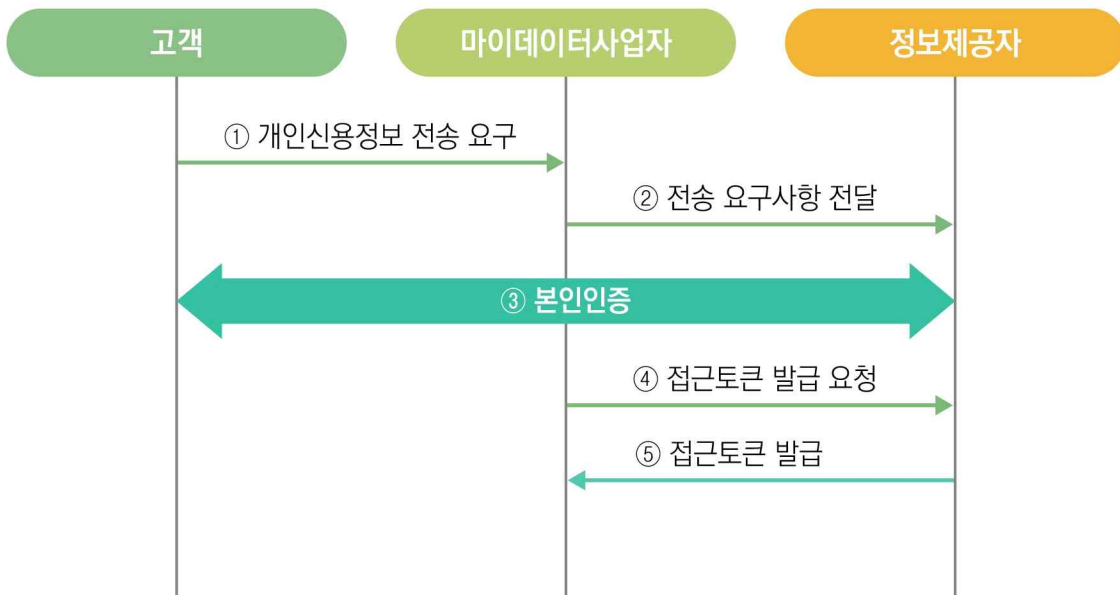 고객
마이데이터사업자
정보제공자
① 개인신용정보 전송 요구
② 전송 요구사항 전달
③ 본인인증
④ 접근토큰 발급 요청
⑤ 접근토큰 발급